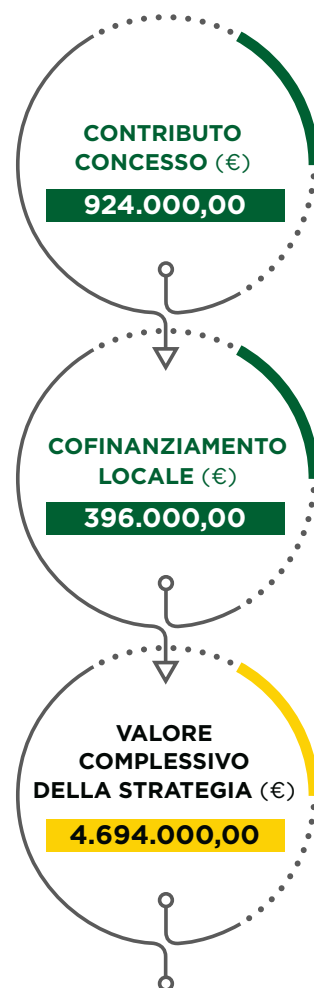 CONTRIBUTO
CONCESSO (€)
924.000,00
COFINANZIAMENTO
LOCALE (€)
396.000,00
VALORE
COMPLESSIVO
DELLA STRATEGIA (€)
4.694.000,00